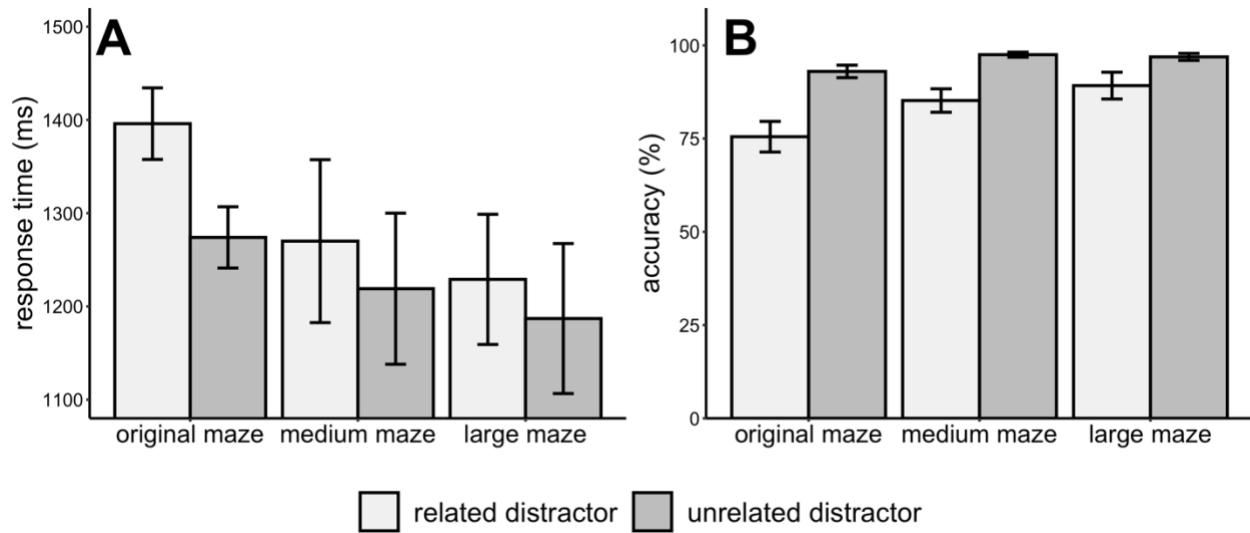 A
response time (ms)
1500
1400
1300
1200
1100
original maze medium maze large maze
B
accuracy (%)
100
75
50
25
0
original maze medium maze large maze
related distractor unrelated distractor